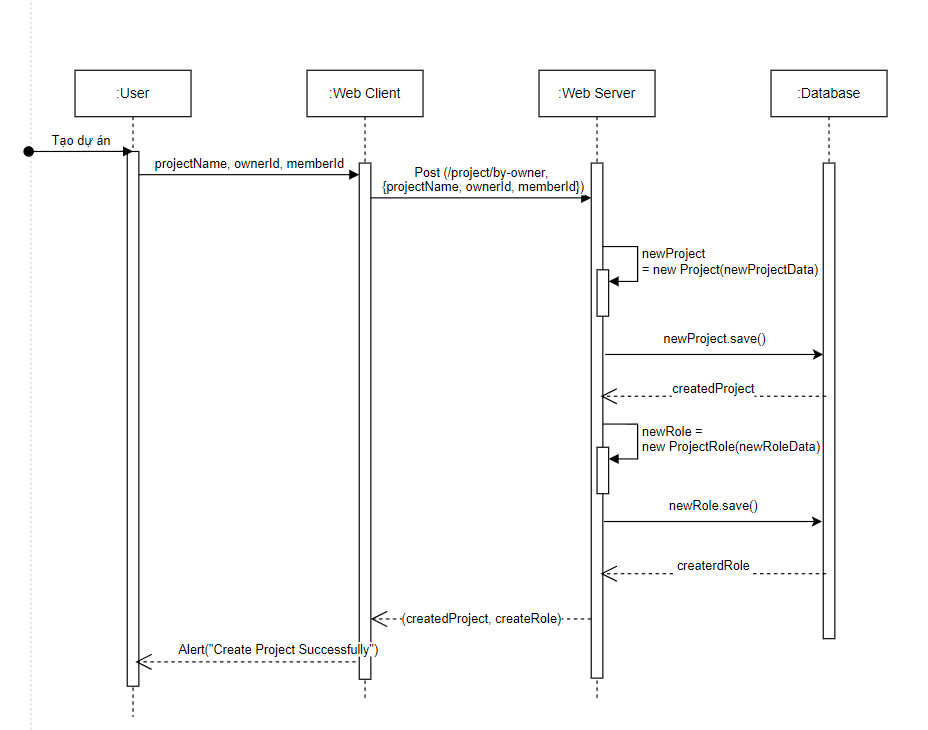 :User
:Web Client
:Web Server
:Database
Tạo dự án
projectName, ownerId, memberId
Post (/project/by-owner,
{projectName, ownerId, memberId})
newProject
= new Project(newProjectData)
newProject.save()
createdProject
newRole =
new ProjectRole(newRoleData)
newRole.save()
createrdRole
(createdProject, createRole)
Alert("Create Project Successfully")